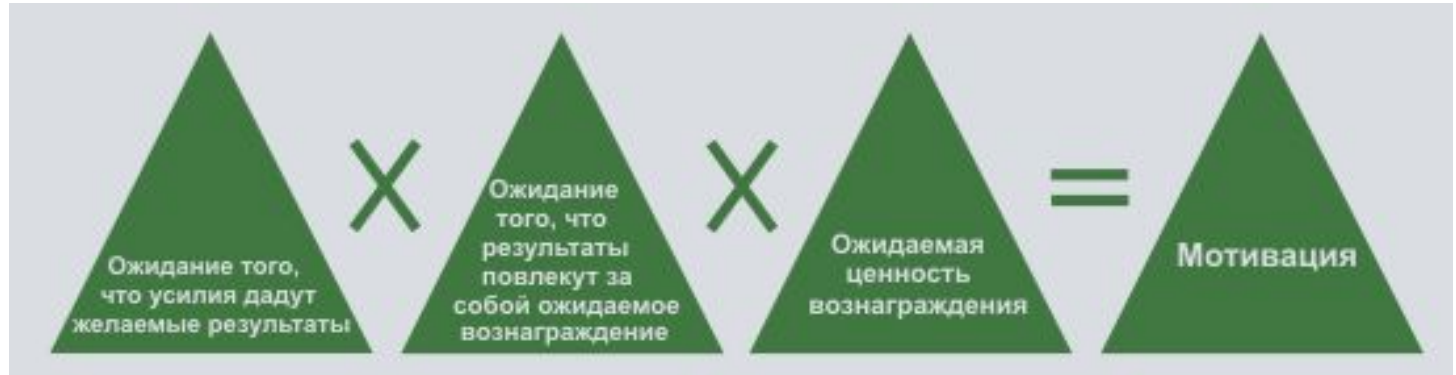 Ожидание того,
что усилия дадут
желаемые результаты
X
Ожидание
того, что
результаты
повлекут за
собой ожидаемое
вознаграждение
X
Ожидаемая
ценность
вознаграждения
=
Мотивация